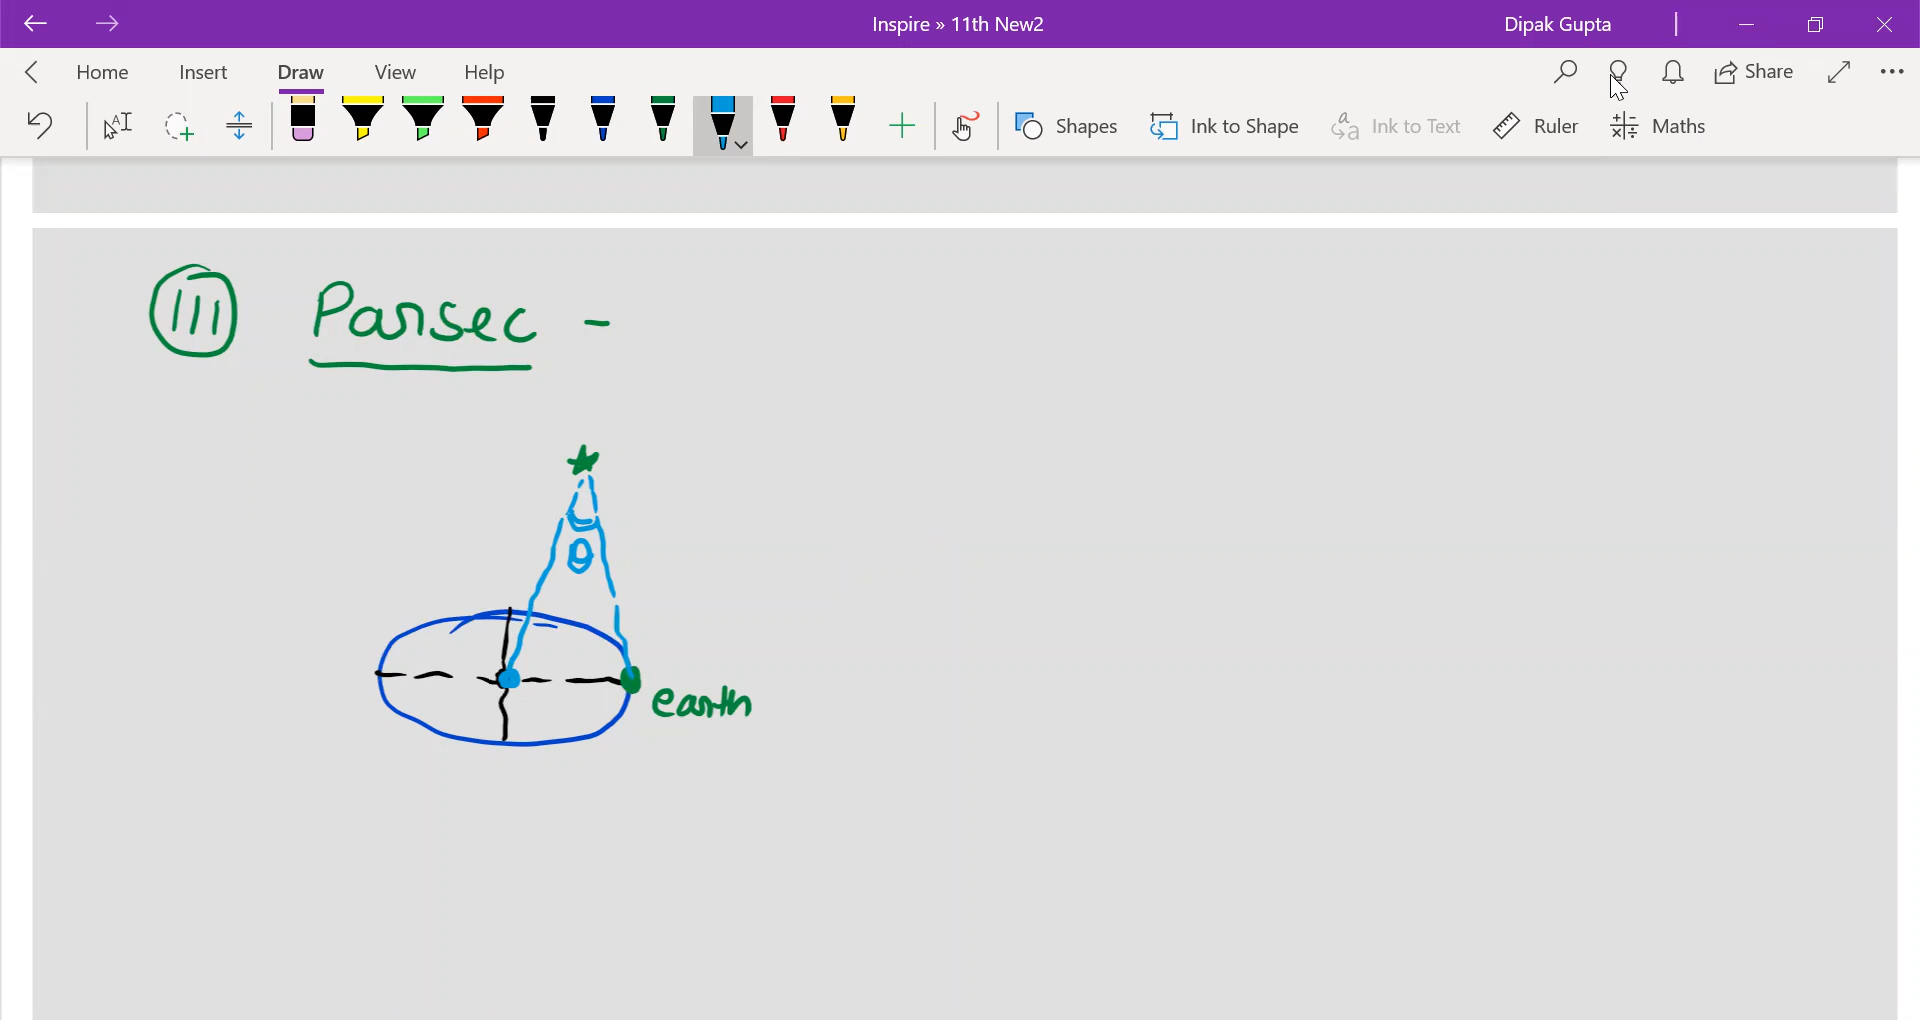 Inspire » 11th New2
Dipak Gupta
Home Insert Draw View Help
Share
Shapes Ink to Shape Ink to Text Ruler Maths
III Parsec -
θ
earth